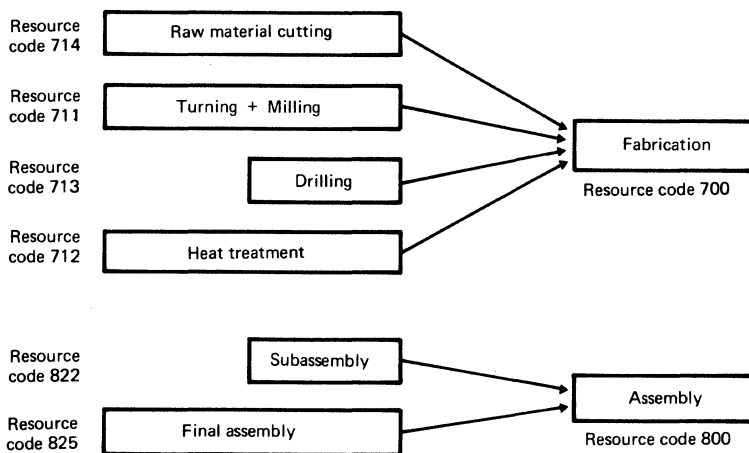 Resource
code 714
Raw material cutting
Resource
code 711
Turning + Milling
Resource
code 713
Drilling
Resource
code 712
Heat treatment
Fabrication
Resource code 700
Resource
code 822
Subassembly
Resource
code 825
Final assembly
Assembly
Resource code 800